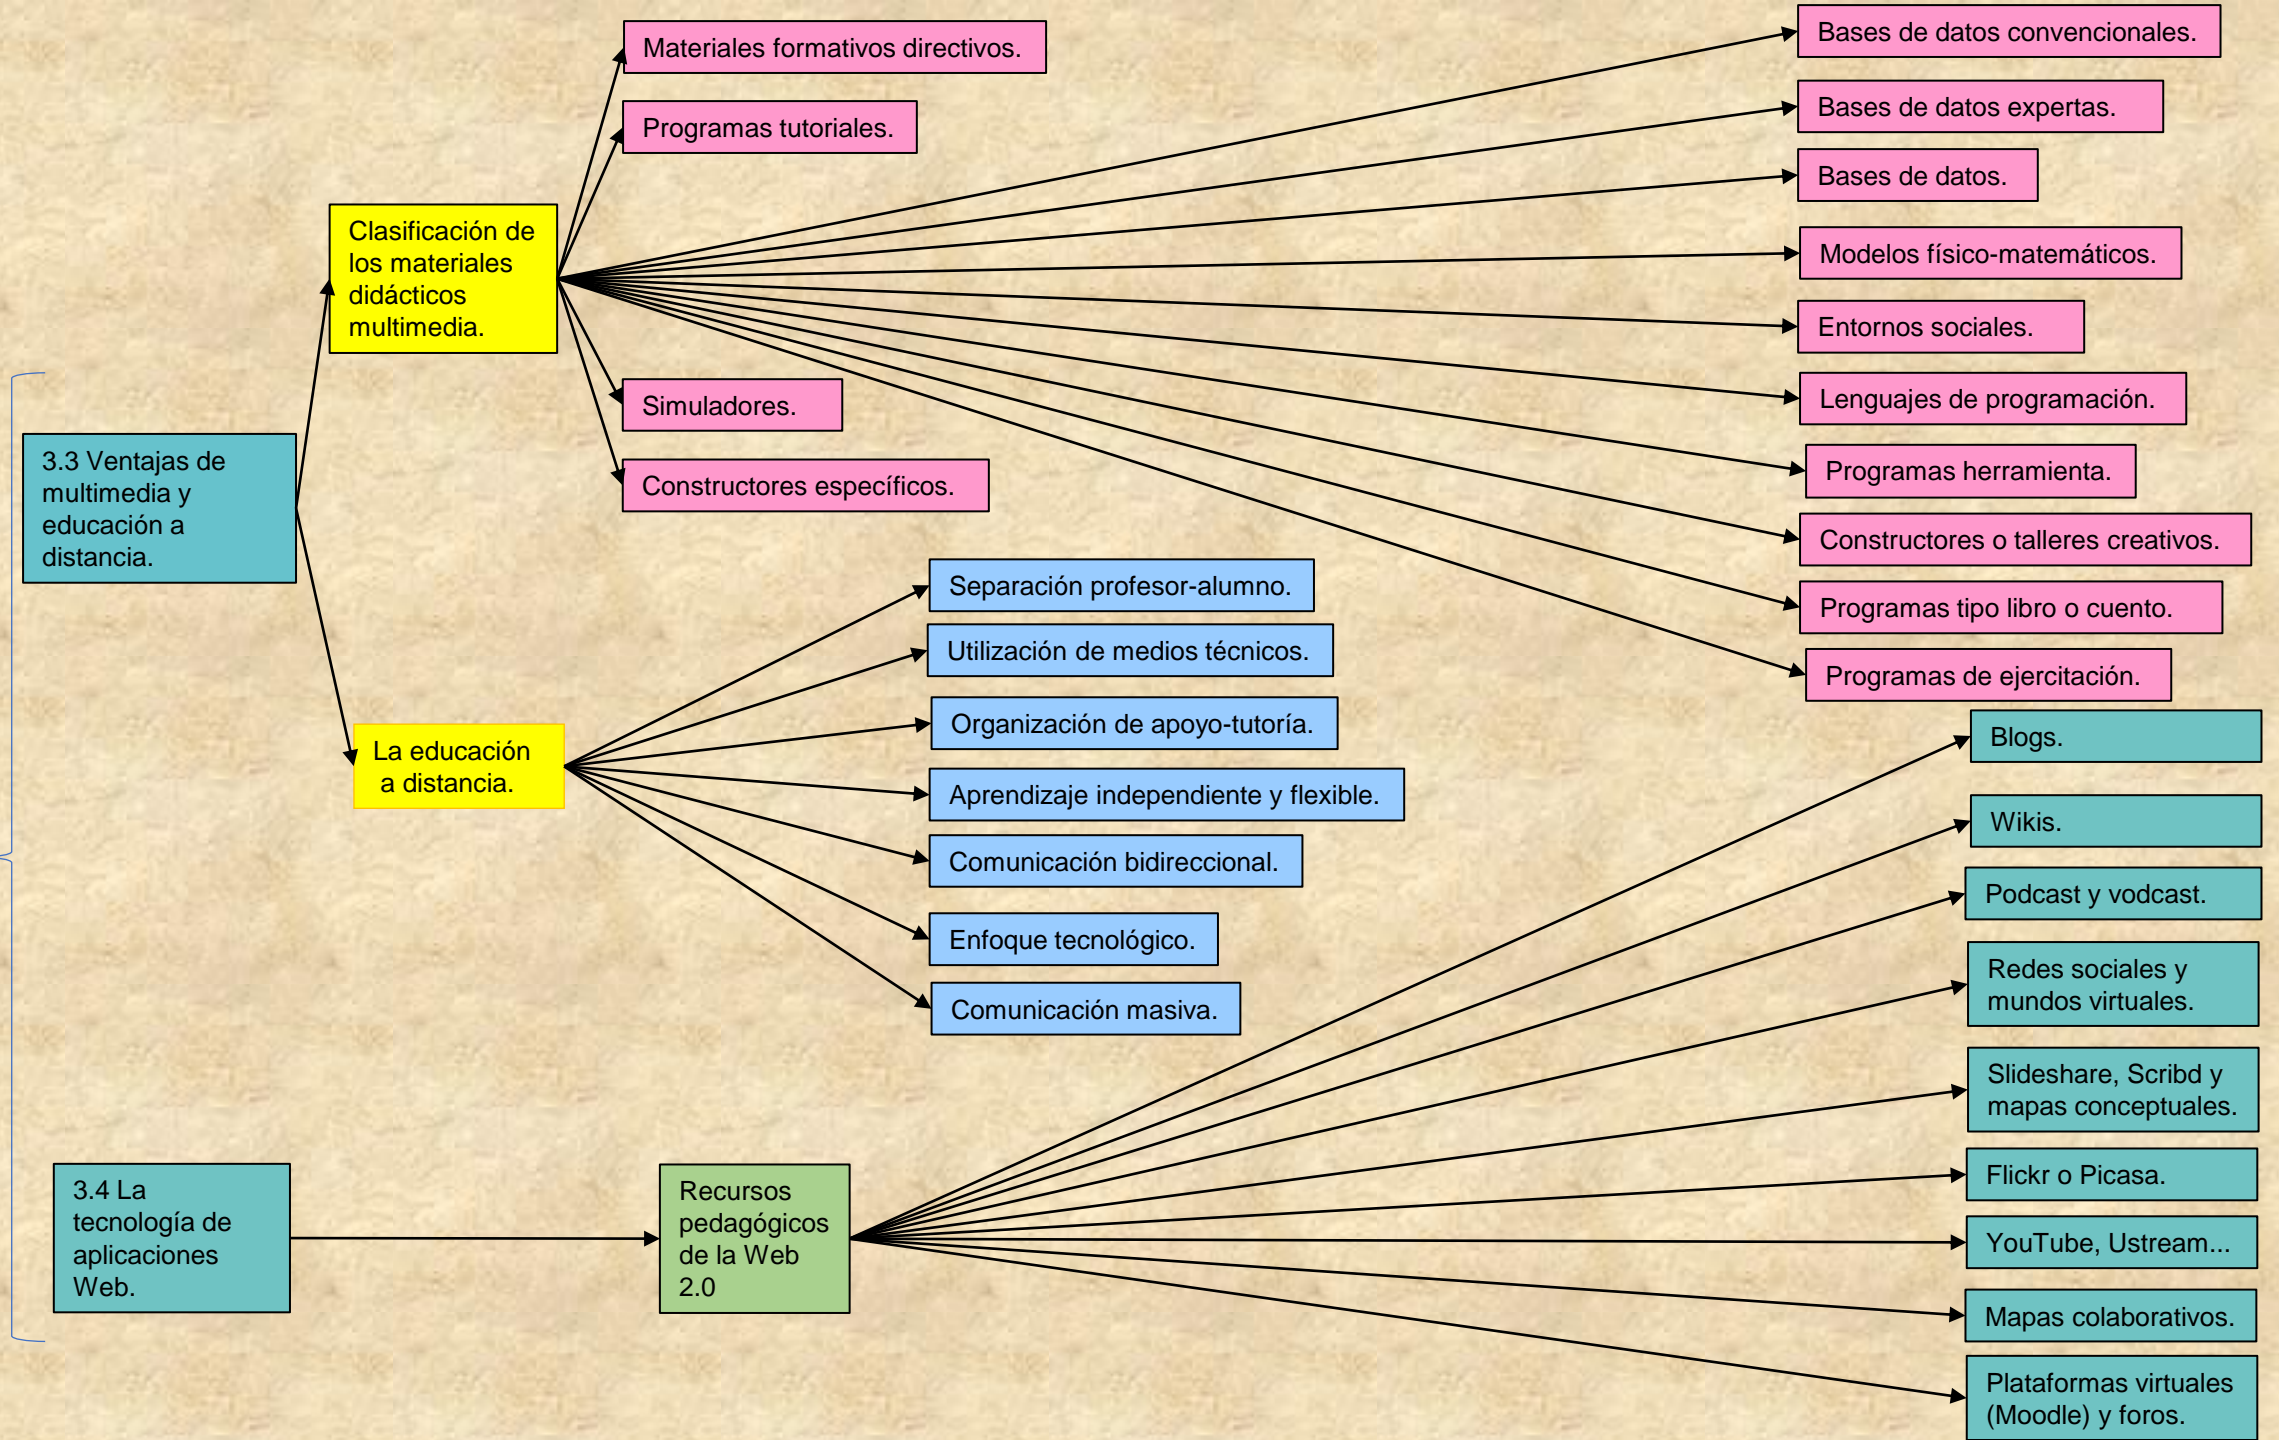 3.3 Ventajas de
multimedia y
educación a
distancia.
Clasificación de
los materiales
didácticos
multimedia.
Materiales formativos directivos.
Programas tutoriales.
Simuladores.
Constructores específicos.
Bases de datos convencionales.
Bases de datos expertas.
Bases de datos.
Modelos físico-matemáticos.
Entornos sociales.
Lenguajes de programación.
Programas herramienta.
Constructores o talleres creativos.
Programas tipo libro o cuento.
Programas de ejercitación.
La educación
a distancia.
Separación profesor-alumno.
Utilización de medios técnicos.
Organización de apoyo-tutoría.
Aprendizaje independiente y flexible.
Comunicación bidireccional.
Enfoque tecnológico.
Comunicación masiva.
3.4 La
tecnología de
aplicaciones
Web.
Recursos
pedagógicos
de la Web
2.0
Blogs.
Wikis.
Podcast y vodcast.
Redes sociales y
mundos virtuales.
Slideshare, Scribd y
mapas conceptuales.
Flickr o Picasa.
YouTube, Ustream...
Mapas colaborativos.
Plataformas virtuales
(Moodle) y foros.